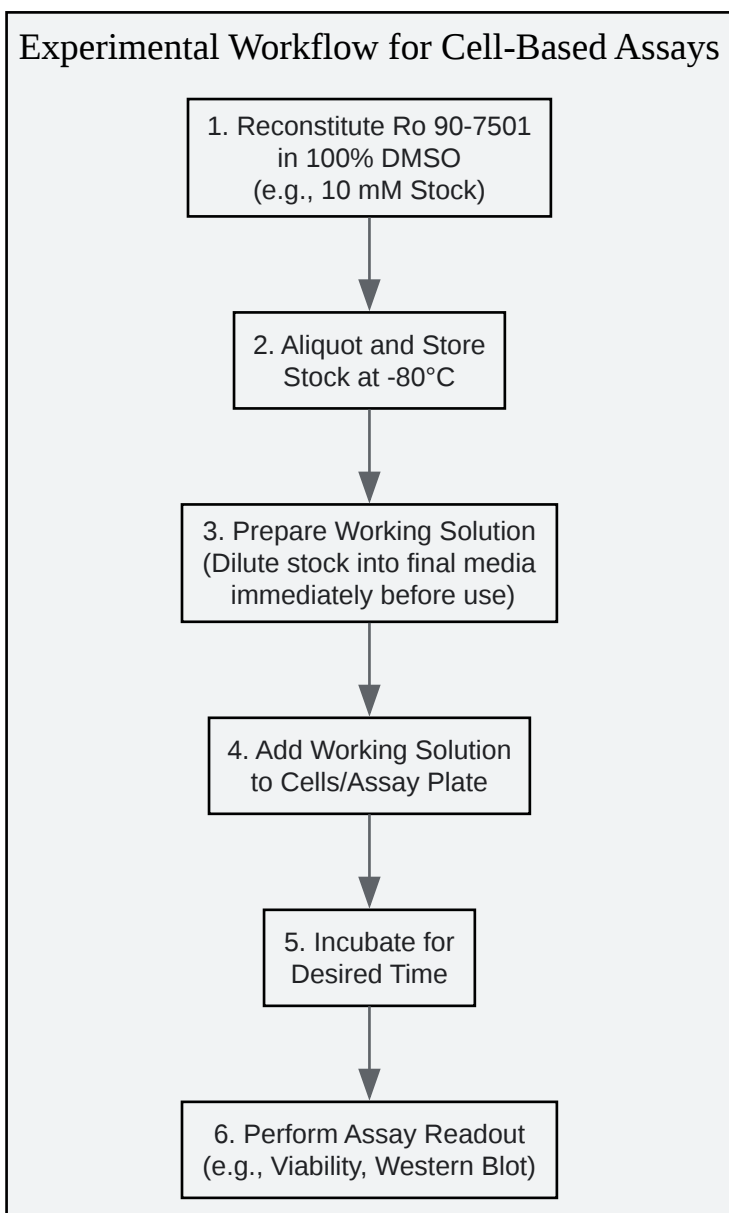 Experimental Workflow for Cell-Based Assays
1. Reconstitute Ro 90-7501
in 100% DMSO
(e.g., 10 mM Stock)
2. Aliquot and Store
Stock at -80°C
3. Prepare Working Solution
(Dilute stock into final media
immediately before use)
4. Add Working Solution
to Cells/Assay Plate
5. Incubate for
Desired Time
6. Perform Assay Readout
(e.g., Viability, Western Blot)